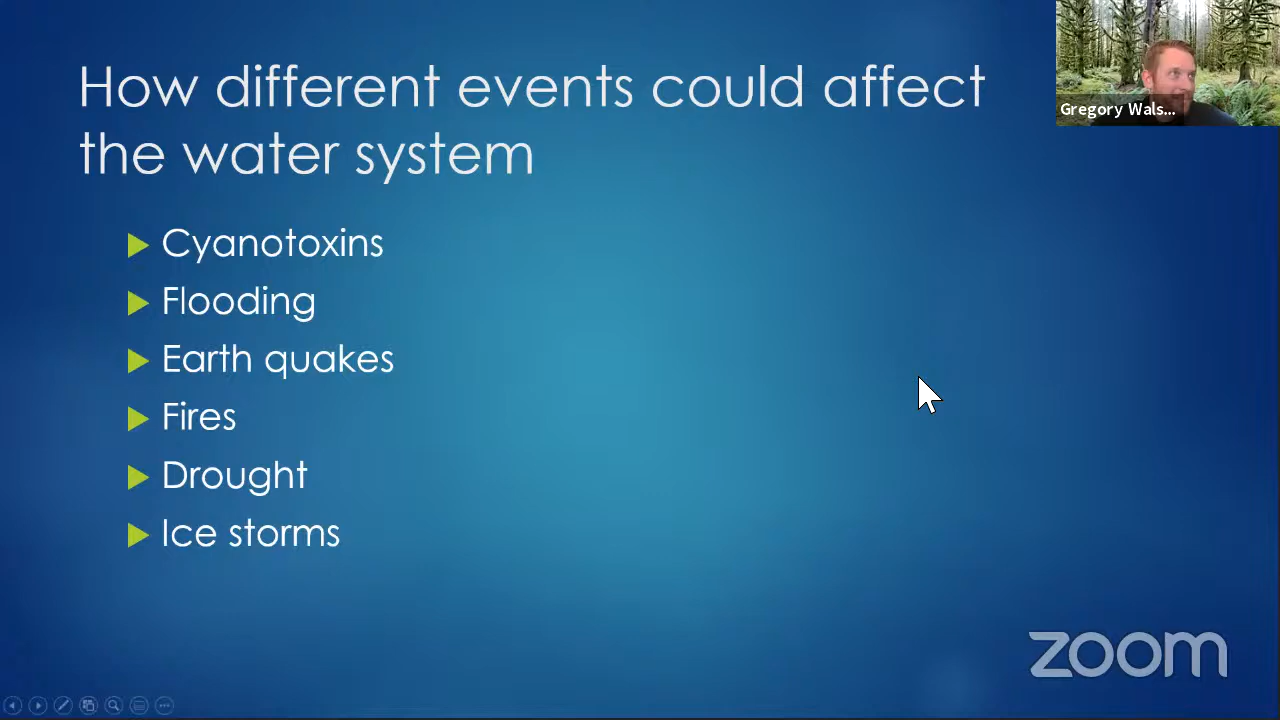 How different events could affect
the water system
Gregory Wals...
Cyanotoxins
Flooding
Earth quakes
Fires
Drought
Ice storms
zoom